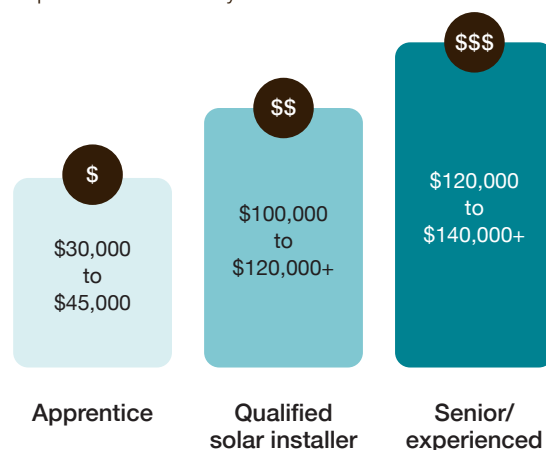 $
$$
$$$
$30,000
to
$45,000
$100,000
to
$120,000+
$120,000
to
$140,000+
Apprentice
Qualified
solar installer
Senior/
experienced